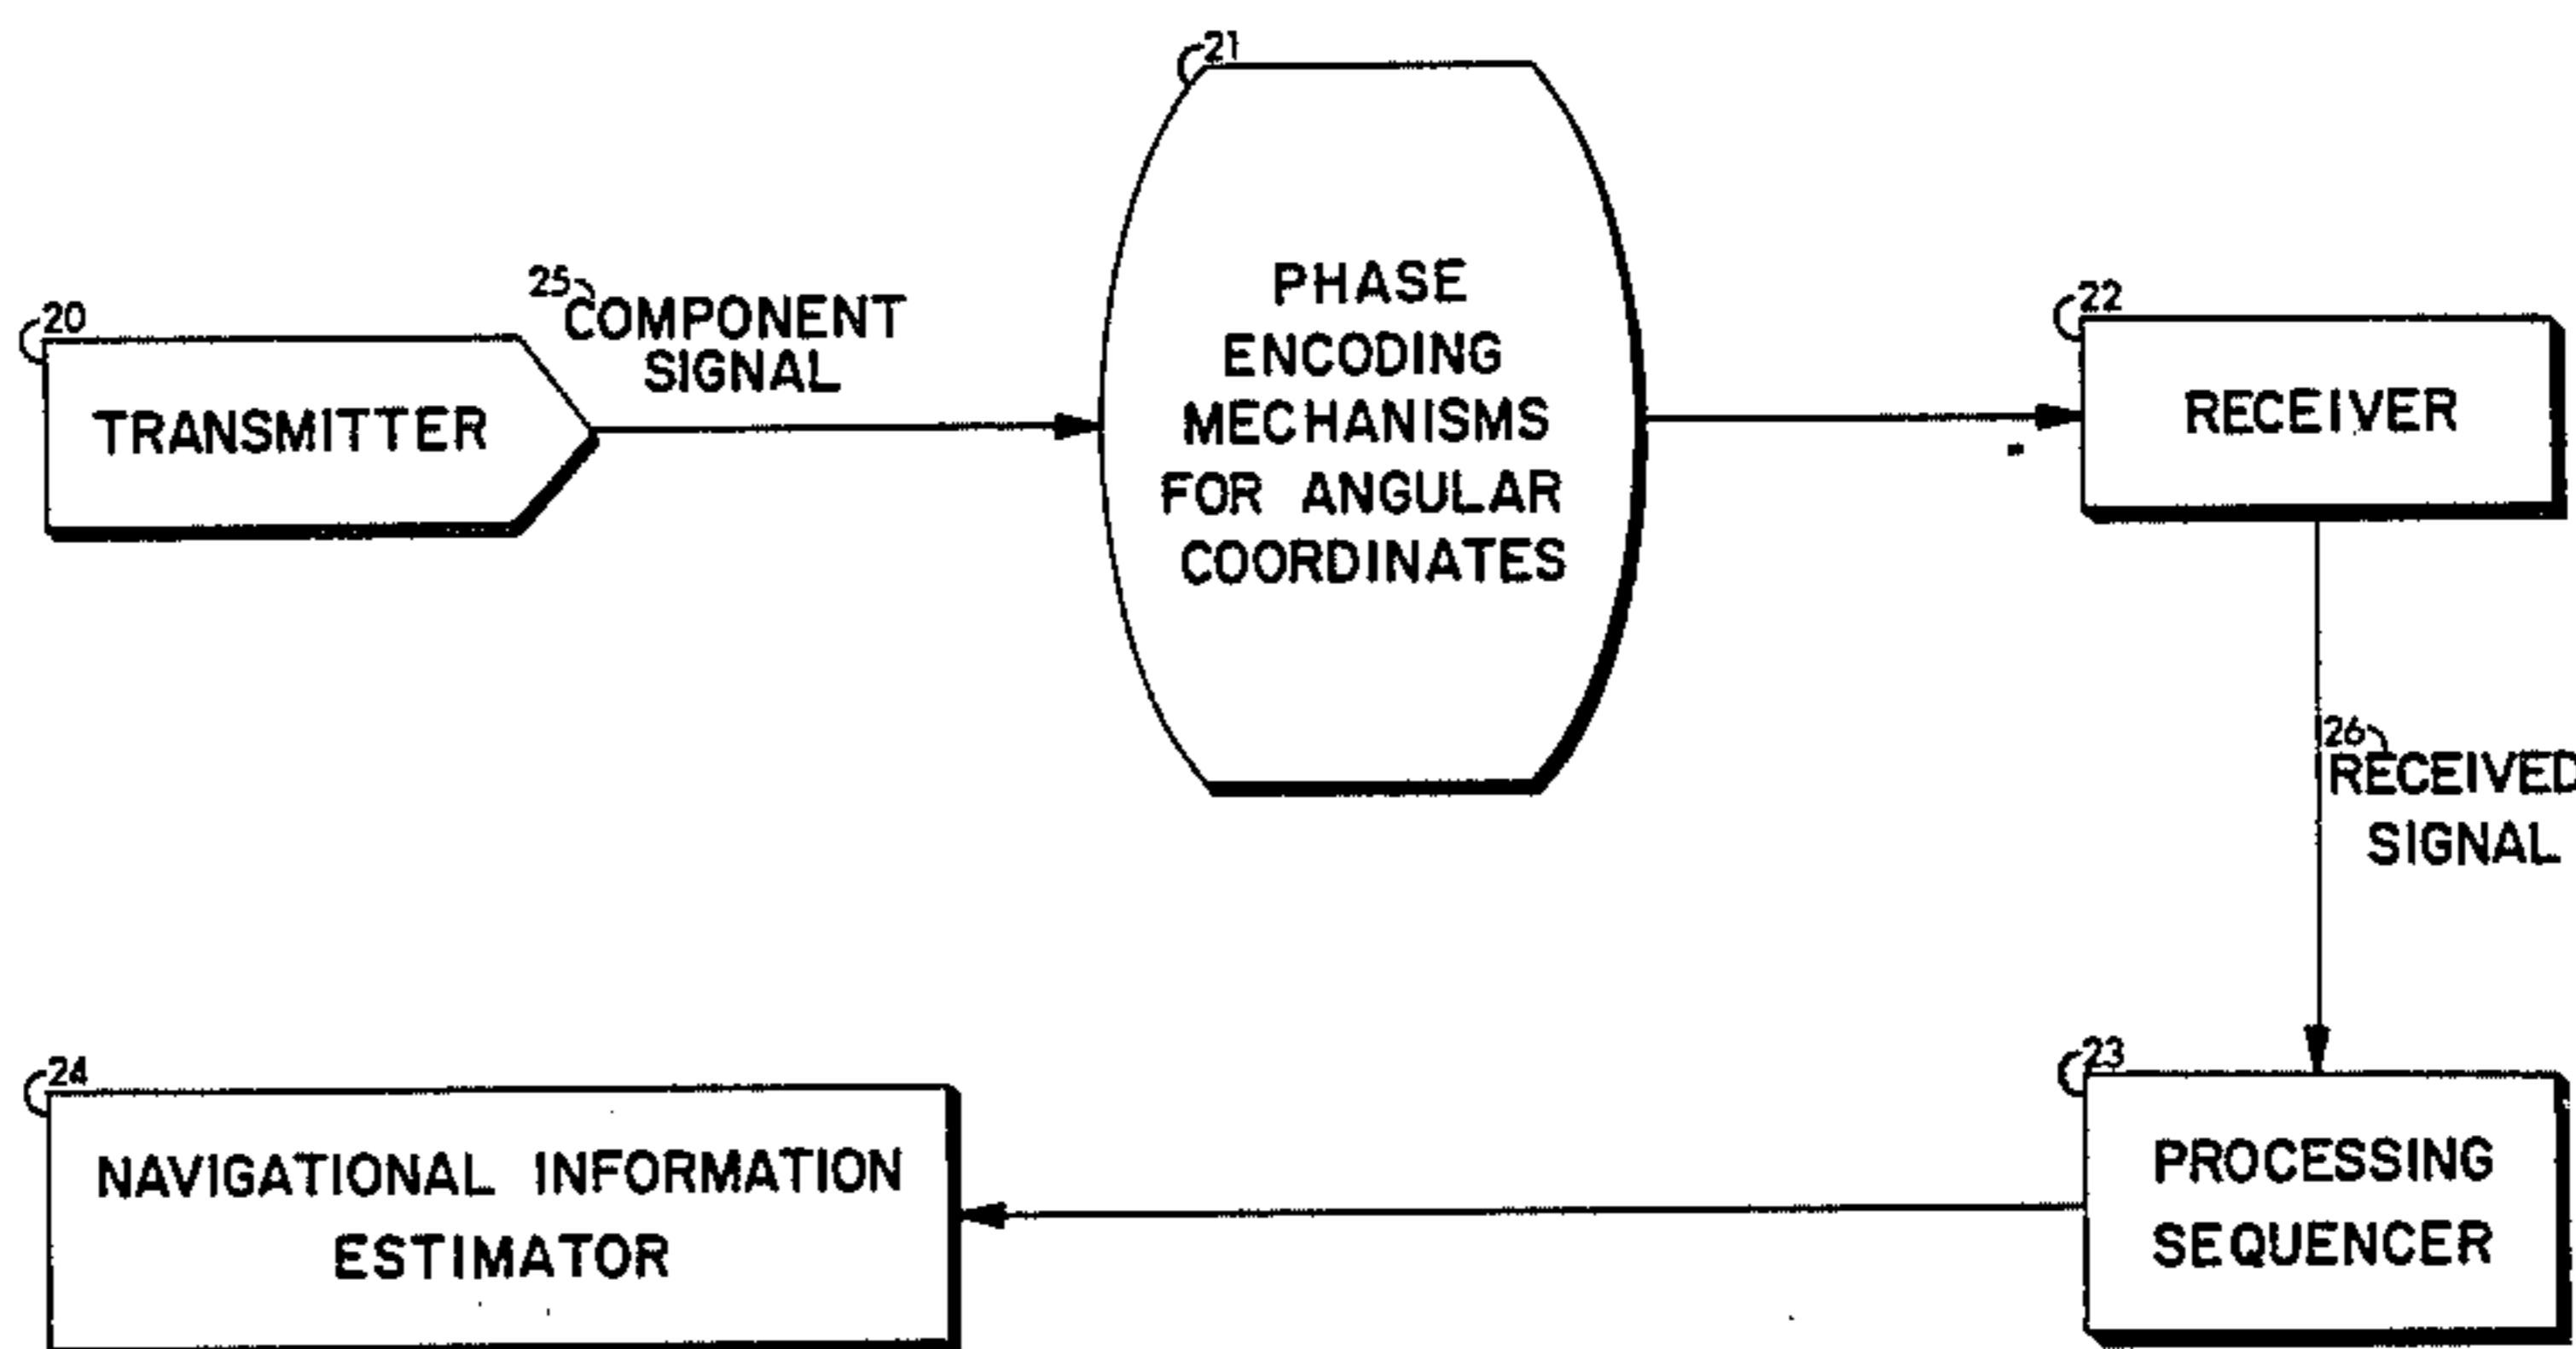 21
25
COMPONENT
SIGNAL
20
TRANSMITTER
PHASE
ENCODING
MECHANISMS
FOR ANGULAR
COORDINATES
22
RECEIVER
26
RECEIVED
SIGNAL
24
NAVIGATIONAL INFORMATION
ESTIMATOR
23
PROCESSING
SEQUENCER